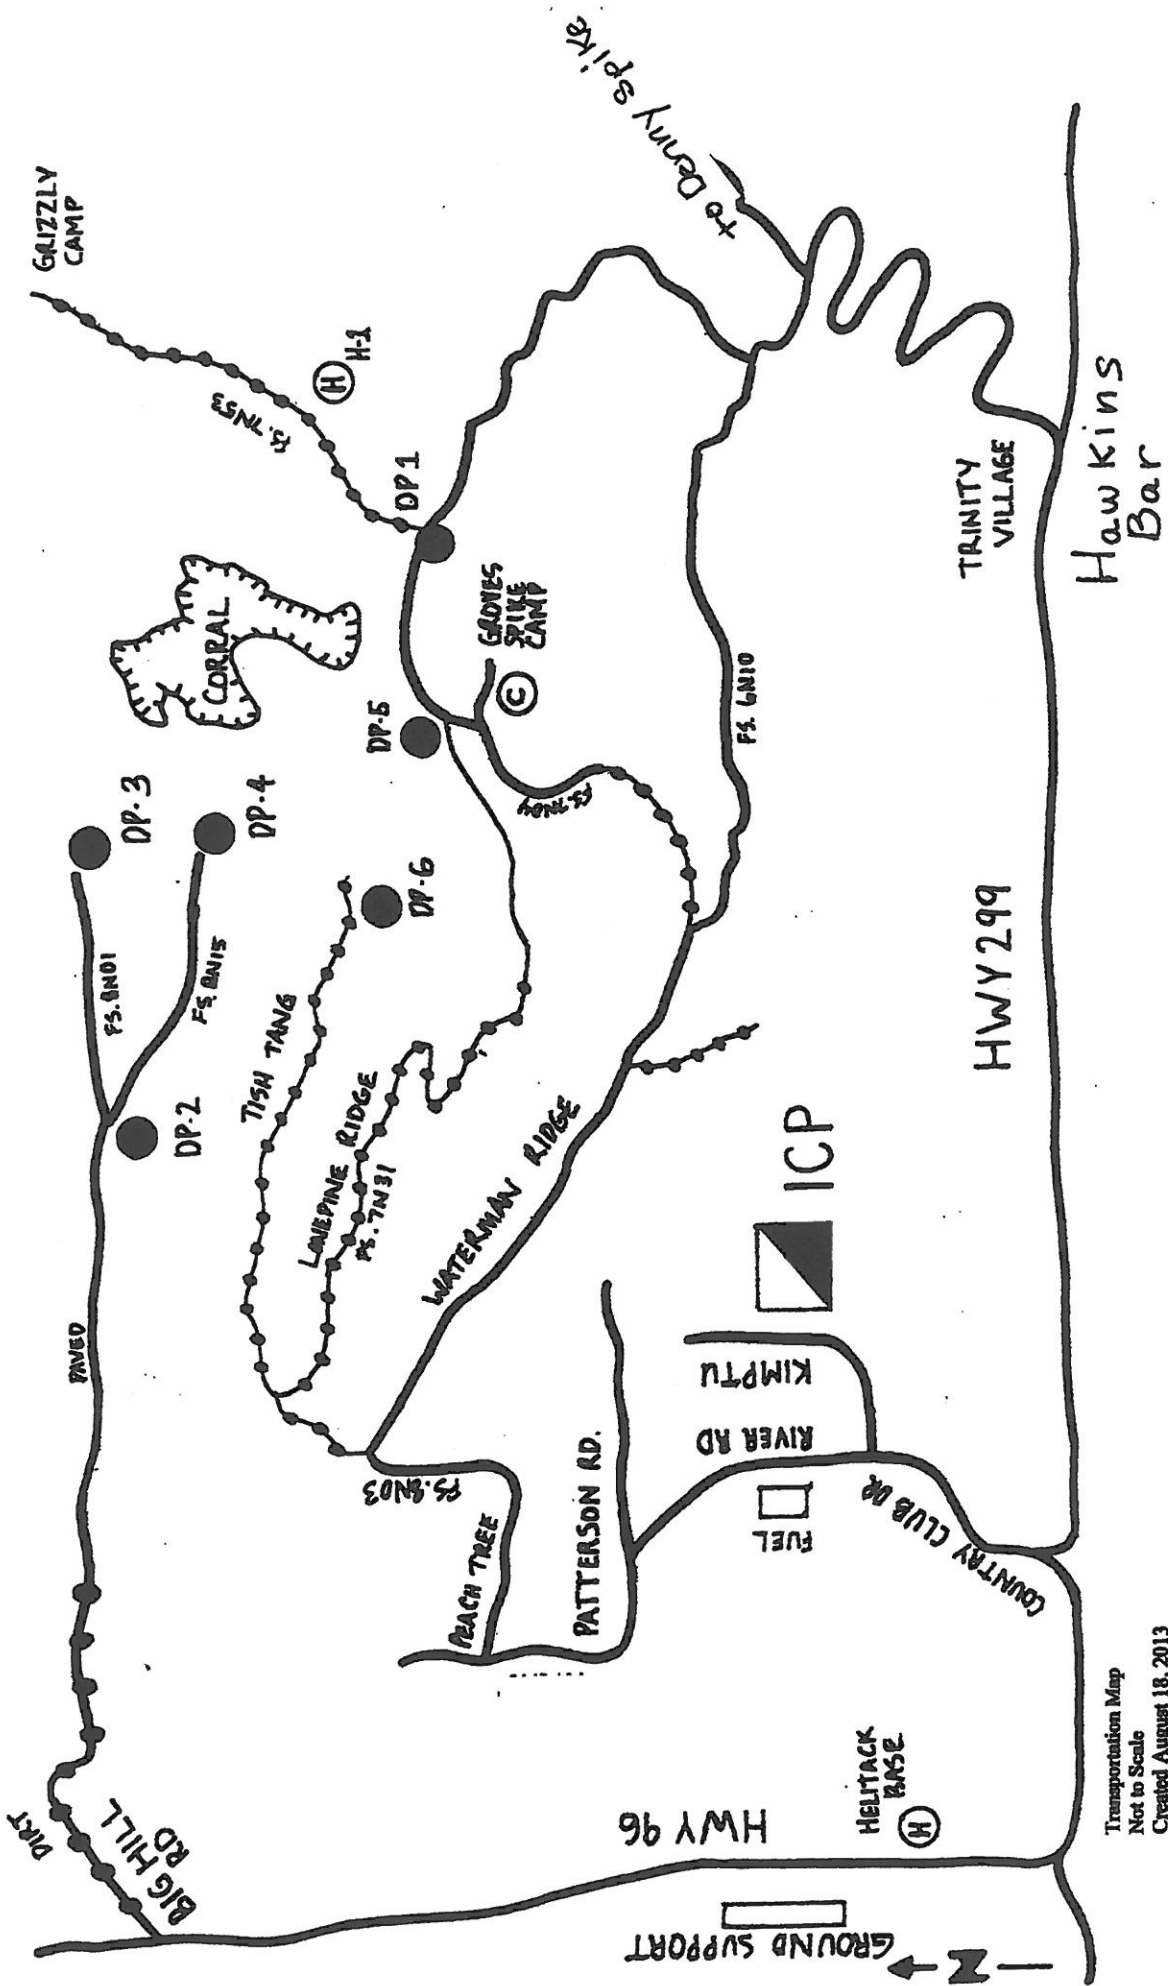 GRIZZLY
CAMP
FS. 7N53
H
H-1
to Denny Spike
CORRAL
DP1
GROVES
SPIKE
CAMP
C
DP-5
DP-3
DP-4
DP-6
FS. 7N04
FS. 6N10
TRINITY
VILLAGE
Hawkins
Bar
FS. 8N01
FS. 8N15
DP-2
TISH TANG
LONEPINE RIDGE
FS. 7N31
WATERMAN RIDGE
HWY 299
ICP
PAVED
KIMPTU
RIVER RD
FS. 8N03
PEACH TREE
PATTERSON RD.
FUEL
COUNTRY CLUB DR
DIRT
BIG HILL
RD
HWY 96
HELITACK
BASE
H
GROUND SUPPORT
N
Transportation Map
Not to Scale
Created August 18, 2013